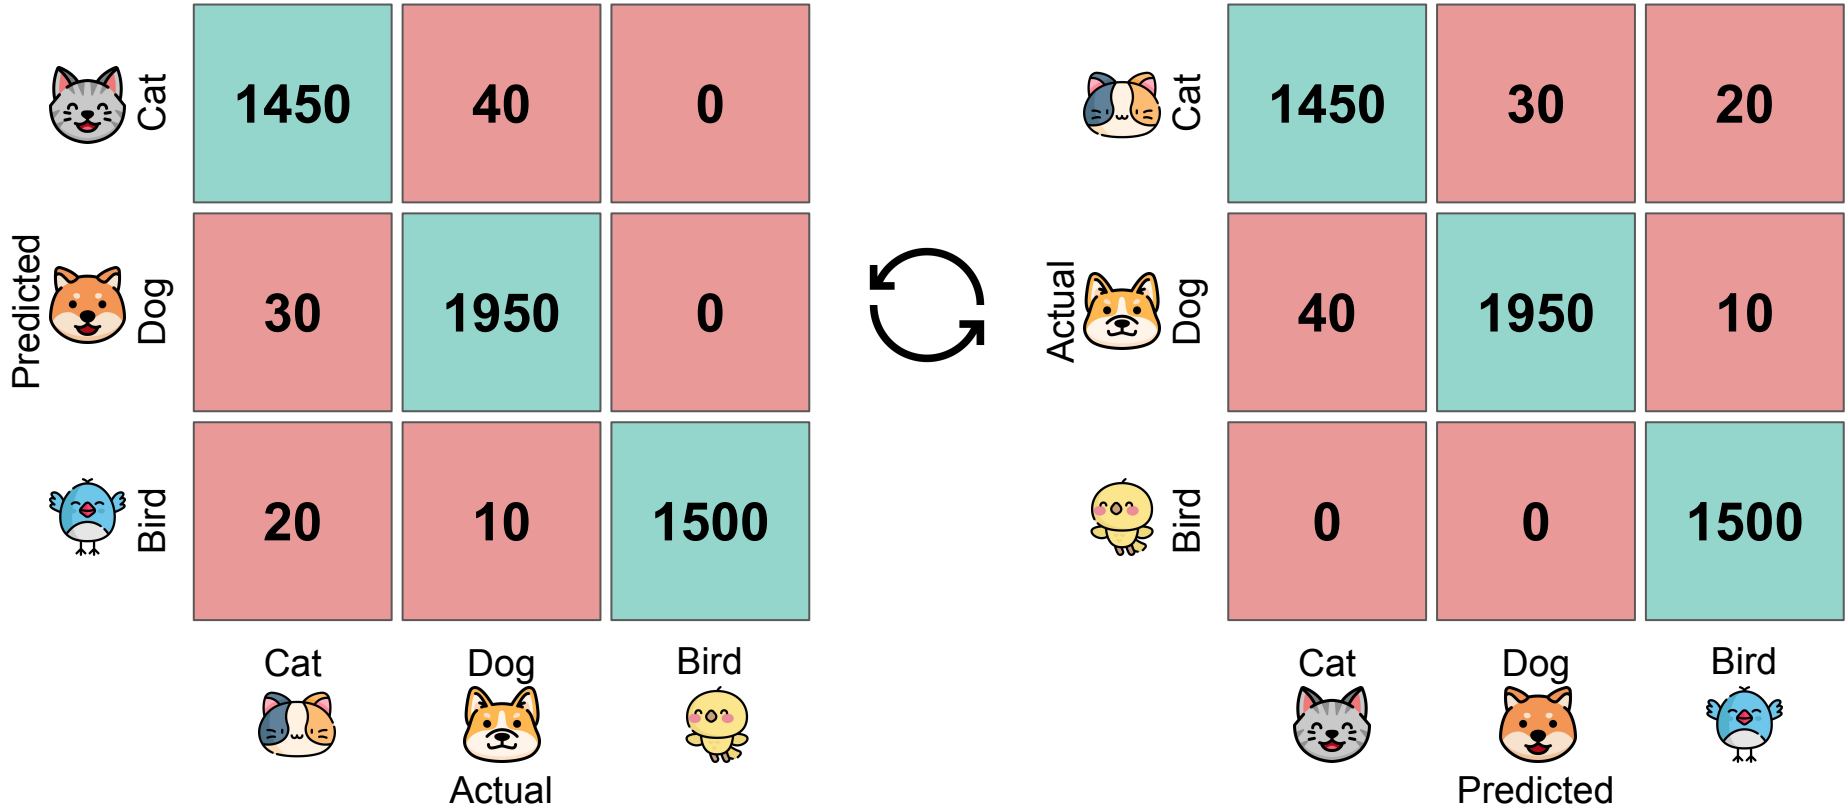 Predicted
Cat
1450 40 0
Dog
30 1950 0
Bird
20 10 1500
Cat Dog Bird
Actual
Actual
Cat
1450 30 20
Dog
40 1950 10
Bird
0 0 1500
Cat Dog Bird
Predicted